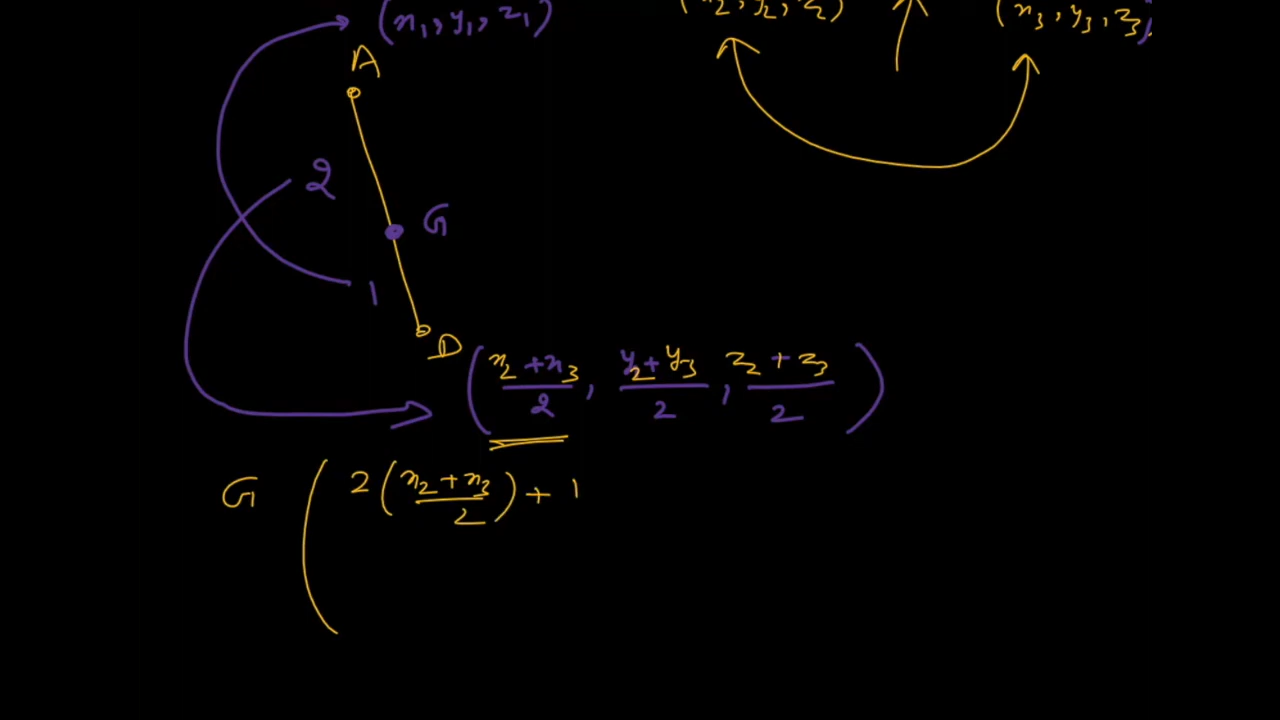 (x₁, y₁, z₁) (x₂, y₂, z₂) (x₃, y₃, z₃)
A
2
G
1
D
(x₂ + x₃ / 2, y₂ + y₃ / 2, z₂ + z₃ / 2)
G ( 2(x₂ + x₃ / 2) + 1